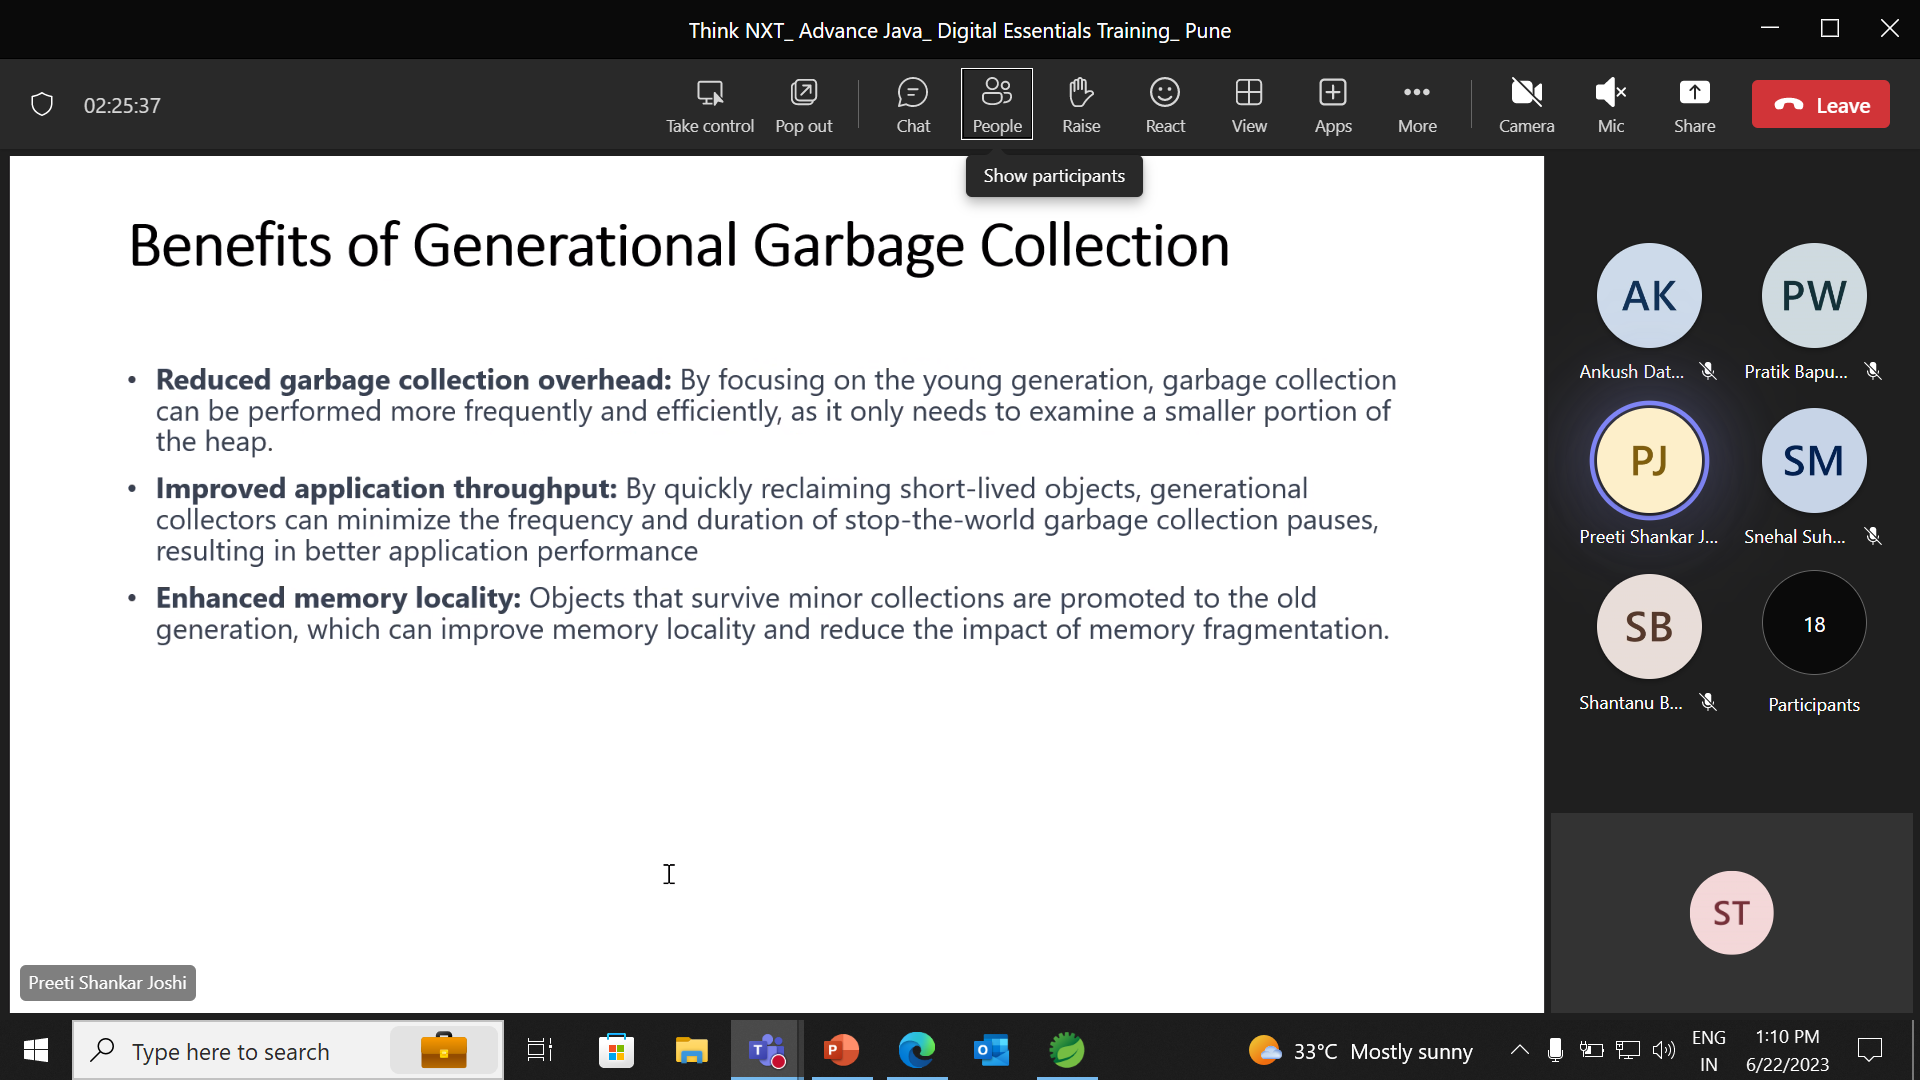 Think NXT_ Advance Java_ Digital Essentials Training_ Pune
02:25:37
Take control
Pop out
Chat
People
Raise
React
View
Apps
More
Camera
Mic
Share
Leave
Show participants
Benefits of Generational Garbage Collection
• Reduced garbage collection overhead: By focusing on the young generation, garbage collection
can be performed more frequently and efficiently, as it only needs to examine a smaller portion of
the heap.
• Improved application throughput: By quickly reclaiming short-lived objects, generational
collectors can minimize the frequency and duration of stop-the-world garbage collection pauses,
resulting in better application performance
• Enhanced memory locality: Objects that survive minor collections are promoted to the old
generation, which can improve memory locality and reduce the impact of memory fragmentation.
Preeti Shankar Joshi
AK
PW
Ankush Dat...
Pratik Bapu...
PJ
SM
Preeti Shankar J...
Snehal Suh...
SB
18
Shantanu B...
Participants
ST
Type here to search
33°C Mostly sunny
ENG
IN
1:10 PM
6/22/2023